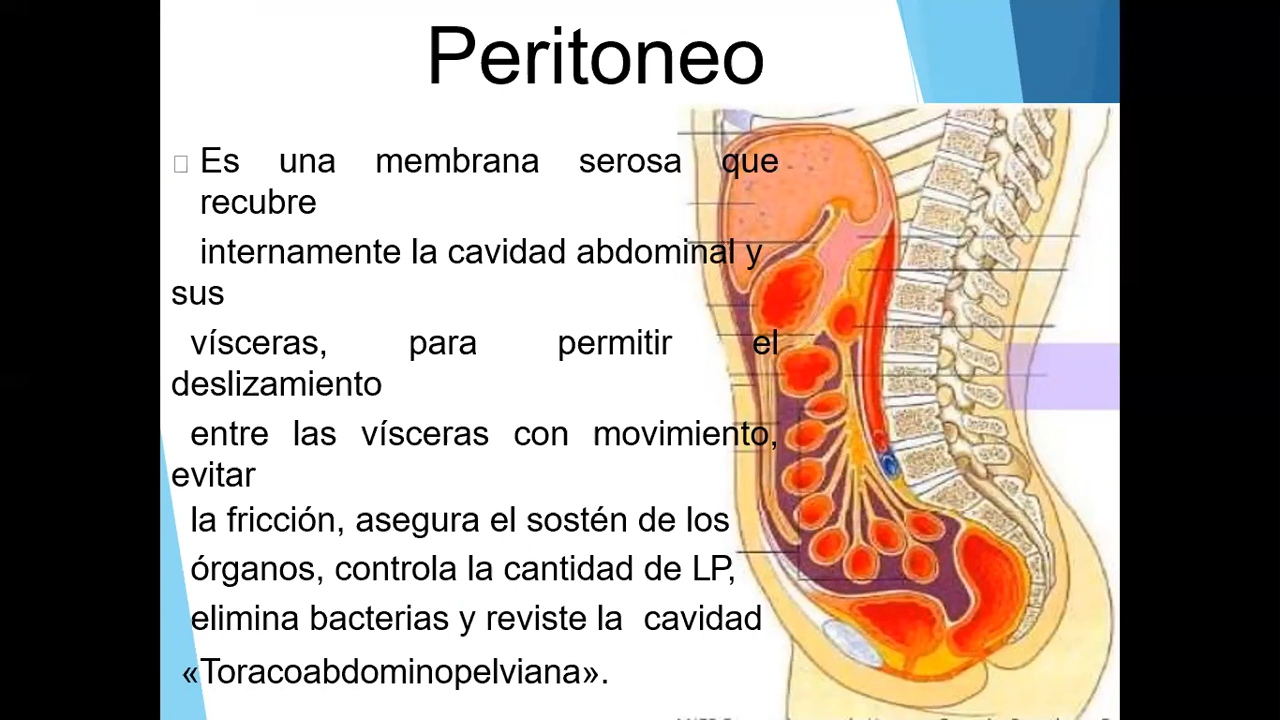 Peritoneo
Es una membrana serosa que
recubre
internamente la cavidad abdominal y
sus
vísceras, para permitir el
deslizamiento
entre las vísceras con movimiento,
evitar
la fricción, asegura el sostén de los
órganos, controla la cantidad de LP,
elimina bacterias y reviste la cavidad
«Toracoabdominopelviana».